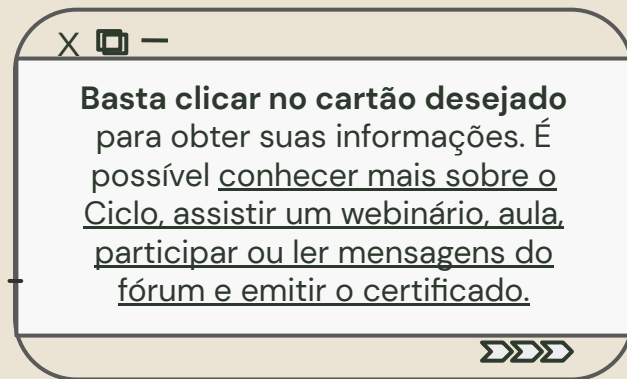 Basta clicar no cartão desejado
para obter suas informações. É
possível conhecer mais sobre o
Ciclo, assistir um webinário, aula,
participar ou ler mensagens do
fórum e emitir o certificado.